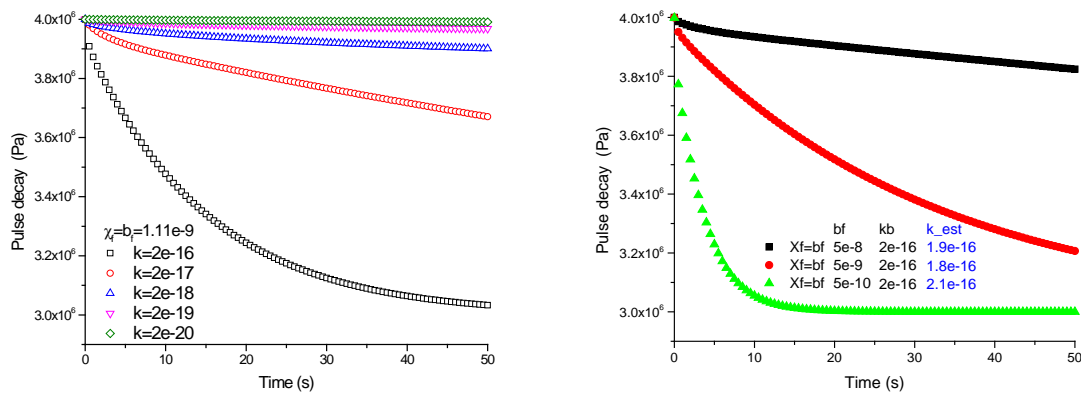 4.0x10⁶
3.8x10⁶
3.6x10⁶
3.4x10⁶
3.2x10⁶
3.0x10⁶
Pulse decay (Pa)
χf=bf=1.11e-9
k=2e-16
k=2e-17
k=2e-18
k=2e-19
k=2e-20
0 10 20 30 40 50
Time (s)
4.0x10⁶
3.8x10⁶
3.6x10⁶
3.4x10⁶
3.2x10⁶
3.0x10⁶
Pulse decay (Pa)
bf kb k_est
Xf=bf 5e-8 2e-16 1.9e-16
Xf=bf 5e-9 2e-16 1.8e-16
Xf=bf 5e-10 2e-16 2.1e-16
0 10 20 30 40 50
Time (s)